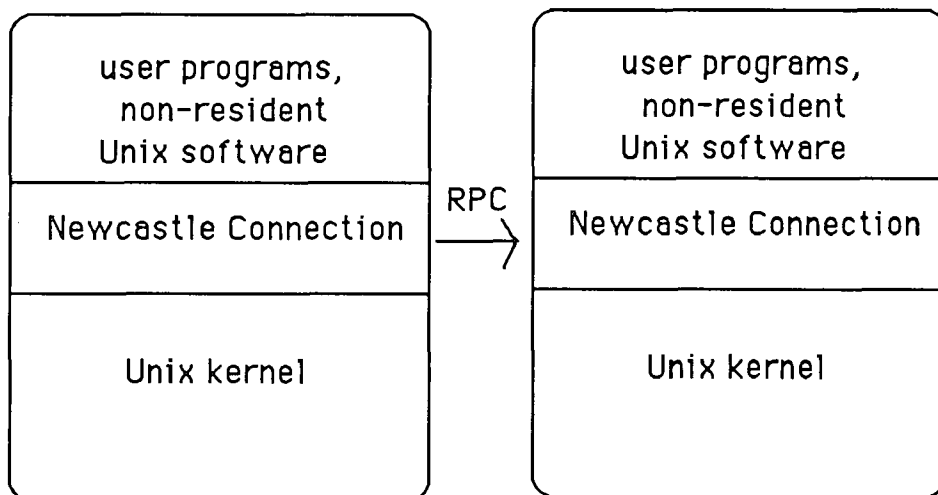 user programs,
non-resident
Unix software
Newcastle Connection
Unix kernel
RPC
user programs,
non-resident
Unix software
Newcastle Connection
Unix kernel